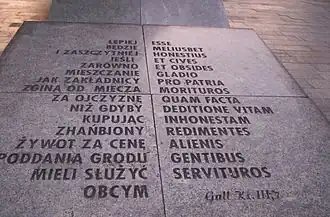 LEPIEJ
BĘDZIE
I ZASZCZYTNIEJ
JEŚLI
ZARÓWNO
MIESZCZANIE
JAK ZAKŁADNICY
ZGINĄ OD MIECZA
ZA OJCZYZNĘ
NIŻ GDYBY
KUPUJĄC
ZHAŃBIONY
ŻYWOT ZA CENĘ
PODDANIA GRODU
MIELI SŁUŻYĆ
OBCYM
ESSE
MELIUSBET
HONESTIUS
ET CIVES
ET OBSIDES
GLADIO
PRO PATRIA
MORITUROS
QUAM FACTA
DEDITIONE VITAM
INHONESTAM
REDIMENTES
ALIENIS
GENTIBUS
SERVITUROS
Gall